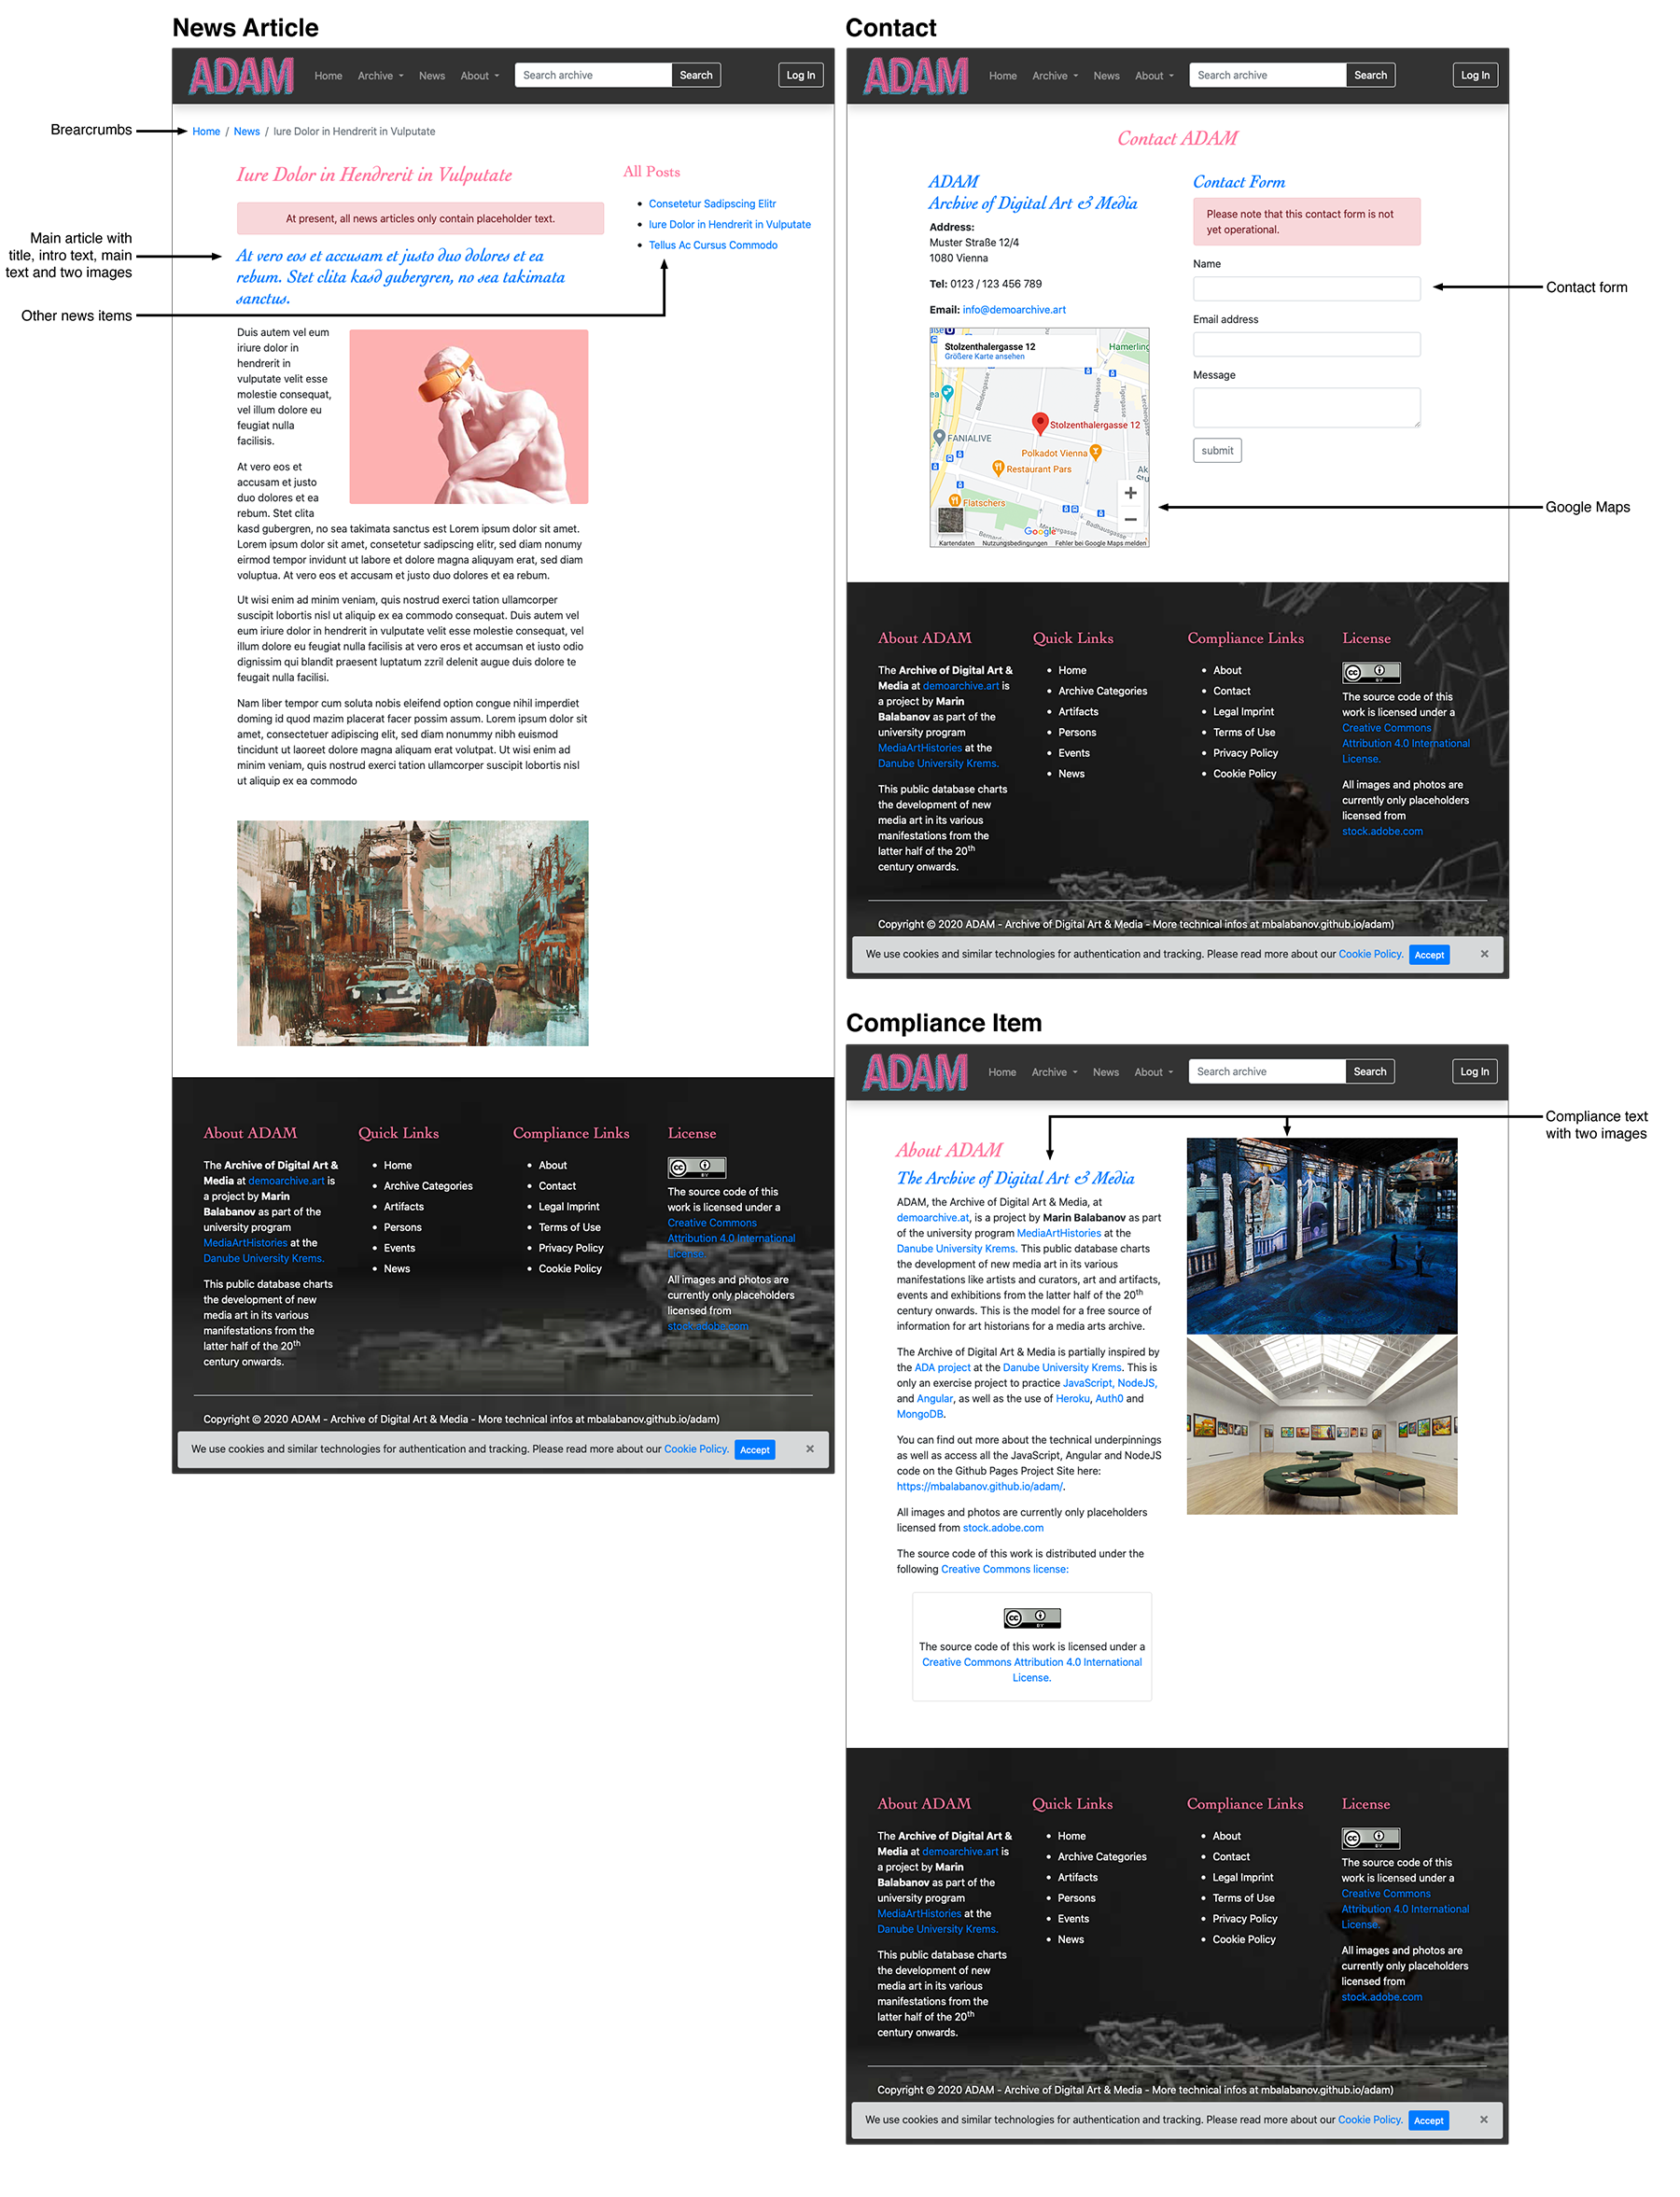 News Article
ADAM
Home
Archive
News
About
Search archive
Search
Log In
Brearcrumbs
Home / News / Iure Dolor in Hendrerit in Vulputate
Iure Dolor in Hendrerit in Vulputate
At present, all news articles only contain placeholder text.
Main article with
title, intro text, main
text and two images
At vero eos et accusam et justo duo dolores et ea
rebum. Stet clita kasd gubergren, no sea takimata
sanctus.
All Posts
Consetetur Sadipscing Elitr
Iure Dolor in Hendrerit in Vulputate
Tellus Ac Cursus Commodo
Other news items
Duis autem vel eum
iriure dolor in
hendrerit in
vulputate velit esse
molestie consequat,
vel illum dolore eu
feugiat nulla
facilisis.
At vero eos et
accusam et justo
duo dolores et ea
rebum. Stet clita
kasd gubergren, no sea takimata sanctus est Lorem ipsum dolor sit amet.
Lorem ipsum dolor sit amet, consetetur sadipscing elitr, sed diam nonumy
eirmod tempor invidunt ut labore et dolore magna aliquyam erat, sed diam
voluptua. At vero eos et accusam et justo duo dolores et ea rebum.
Ut wisi enim ad minim veniam, quis nostrud exerci tation ullamcorper
suscipit lobortis nisl ut aliquip ex ea commodo consequat. Duis autem vel
eum iriure dolor in hendrerit in vulputate velit esse molestie consequat, vel
illum dolore eu feugiat nulla facilisis at vero eros et accumsan et iusto odio
dignissim qui blandit praesent luptatum zzril delenit augue duis dolore te
feugait nulla facilisi.
Nam liber tempor cum soluta nobis eleifend option congue nihil imperdiet
doming id quod mazim placerat facer possim assum. Lorem ipsum dolor sit
amet, consectetuer adipiscing elit, sed diam nonummy nibh euismod
tincidunt ut laoreet dolore magna aliquam erat volutpat. Ut wisi enim ad
minim veniam, quis nostrud exerci tation ullamcorper suscipit lobortis nisl
ut aliquip ex ea commodo
About ADAM
The Archive of Digital Art &
Media at demoarchive.art is
a project by Marin
Balabanov as part of the
university program
MediaArtHistories at the
Danube University Krems.
This public database charts
the development of new
media art in its various
manifestations from the
latter half of the 20th
century onwards.
Quick Links
Home
Archive Categories
Artifacts
Persons
Events
News
Compliance Links
About
Contact
Legal Imprint
Terms of Use
Privacy Policy
Cookie Policy
License
cc BY
The source code of this
work is licensed under a
Creative Commons
Attribution 4.0 International
License.
All images and photos are
currently only placeholders
licensed from
stock.adobe.com
Copyright © 2020 ADAM - Archive of Digital Art & Media - More technical infos at mbalabanov.github.io/adam)
We use cookies and similar technologies for authentication and tracking. Please read more about our Cookie Policy. Accept ×
Contact
ADAM
Home
Archive
News
About
Search archive
Search
Log In
Contact ADAM
ADAM
Archive of Digital Art & Media
Address:
Muster Straße 12/4
1080 Vienna
Tel: 0123 / 123 456 789
Email: info@demoarchive.art
Stolzenthalergasse 12
Größere Karte ansehen
Hamerling
Bindengasse
Albertgasse
Tigergasse
Stolzenthalergasse 12
FANIALIVE
Polkadot Vienna
Restaurant Pars
Flatschers
Badhausgasse
Google
Kartendaten Nutzungsbedingungen Fehler bei Google Maps melden
Contact Form
Please note that this contact form is not
yet operational.
Name
Email address
Message
submit
Contact form
Google Maps
About ADAM
The Archive of Digital Art &
Media at demoarchive.art is
a project by Marin
Balabanov as part of the
university program
MediaArtHistories at the
Danube University Krems.
This public database charts
the development of new
media art in its various
manifestations from the
latter half of the 20th
century onwards.
Quick Links
Home
Archive Categories
Artifacts
Persons
Events
News
Compliance Links
About
Contact
Legal Imprint
Terms of Use
Privacy Policy
Cookie Policy
License
cc BY
The source code of this
work is licensed under a
Creative Commons
Attribution 4.0 International
License.
All images and photos are
currently only placeholders
licensed from
stock.adobe.com
Copyright © 2020 ADAM - Archive of Digital Art & Media - More technical infos at mbalabanov.github.io/adam)
We use cookies and similar technologies for authentication and tracking. Please read more about our Cookie Policy. Accept ×
Compliance Item
ADAM
Home
Archive
News
About
Search archive
Search
Log In
Compliance text
with two images
About ADAM
The Archive of Digital Art & Media
ADAM, the Archive of Digital Art & Media, at
demoarchive.at, is a project by Marin Balabanov as part
of the university program MediaArtHistories at the
Danube University Krems. This public database charts
the development of new media art in its various
manifestations like artists and curators, art and artifacts,
events and exhibitions from the latter half of the 20th
century onwards. This is the model for a free source of
information for art historians for a media arts archive.
The Archive of Digital Art & Media is partially inspired by
the ADA project at the Danube University Krems. This is
only an exercise project to practice JavaScript, NodeJS,
and Angular, as well as the use of Heroku, Auth0 and
MongoDB.
You can find out more about the technical underpinnings
as well as access all the JavaScript, Angular and NodeJS
code on the Github Pages Project Site here:
https://mbalabanov.github.io/adam/.
All images and photos are currently only placeholders
licensed from stock.adobe.com
The source code of this work is distributed under the
following Creative Commons license:
cc BY
The source code of this work is licensed under a
Creative Commons Attribution 4.0 International
License.
About ADAM
The Archive of Digital Art &
Media at demoarchive.art is
a project by Marin
Balabanov as part of the
university program
MediaArtHistories at the
Danube University Krems.
This public database charts
the development of new
media art in its various
manifestations from the
latter half of the 20th
century onwards.
Quick Links
Home
Archive Categories
Artifacts
Persons
Events
News
Compliance Links
About
Contact
Legal Imprint
Terms of Use
Privacy Policy
Cookie Policy
License
cc BY
The source code of this
work is licensed under a
Creative Commons
Attribution 4.0 International
License.
All images and photos are
currently only placeholders
licensed from
stock.adobe.com
Copyright © 2020 ADAM - Archive of Digital Art & Media - More technical infos at mbalabanov.github.io/adam)
We use cookies and similar technologies for authentication and tracking. Please read more about our Cookie Policy. Accept ×